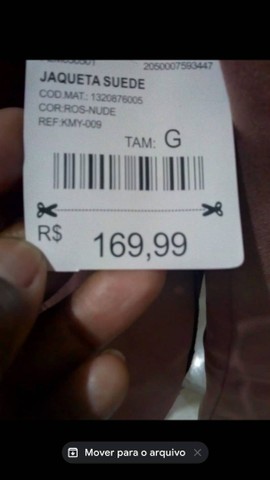 2050007593447
JAQUETA SUEDE
COD.MAT.: 1320876005
COR:ROS-NUDE
REF:KMY-009
TAM: G
R$ 169,99
Mover para o arquivo